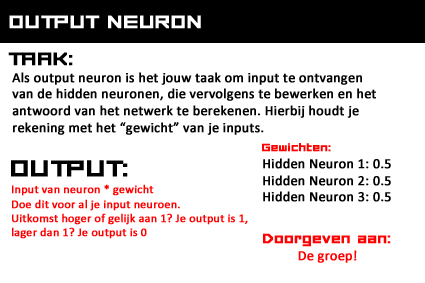 OUTPUT NEURON
TAAK:
Als output neuron is het jouw taak om input te ontvangen
van de hidden neuronen, die vervolgens te bewerken en het
antwoord van het netwerk te berekenen. Hierbij houdt je
rekening met het “gewicht” van je inputs.
OUTPUT:
Input van neuron * gewicht
Doe dit voor al je input neuroen.
Uitkomst hoger of gelijk aan 1? Je output is 1,
lager dan 1? Je output is 0
Gewichten:
Hidden Neuron 1: 0.5
Hidden Neuron 2: 0.5
Hidden Neuron 3: 0.5
Doorgeven aan:
De groep!